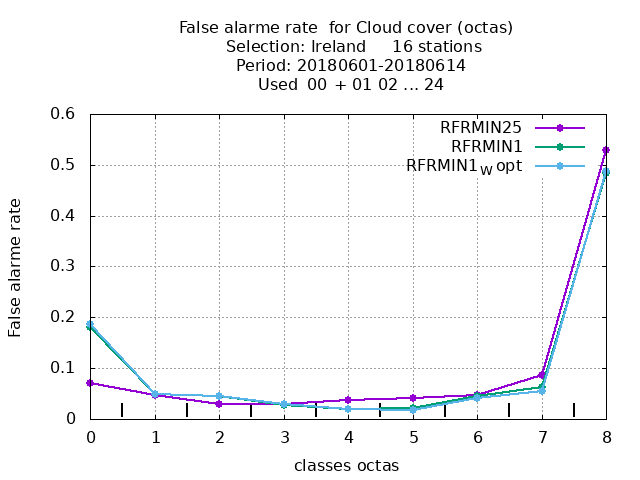 False alarme rate  for Cloud cover (octas)
Selection: Ireland     16 stations
Period: 20180601-20180614
Used  00  + 01 02 ... 24
RFRMIN25
RFRMIN1
RFRMIN1W opt
False alarme rate
0.6
0.5
0.4
0.3
0.2
0.1
0
0 1 2 3 4 5 6 7 8
classes octas